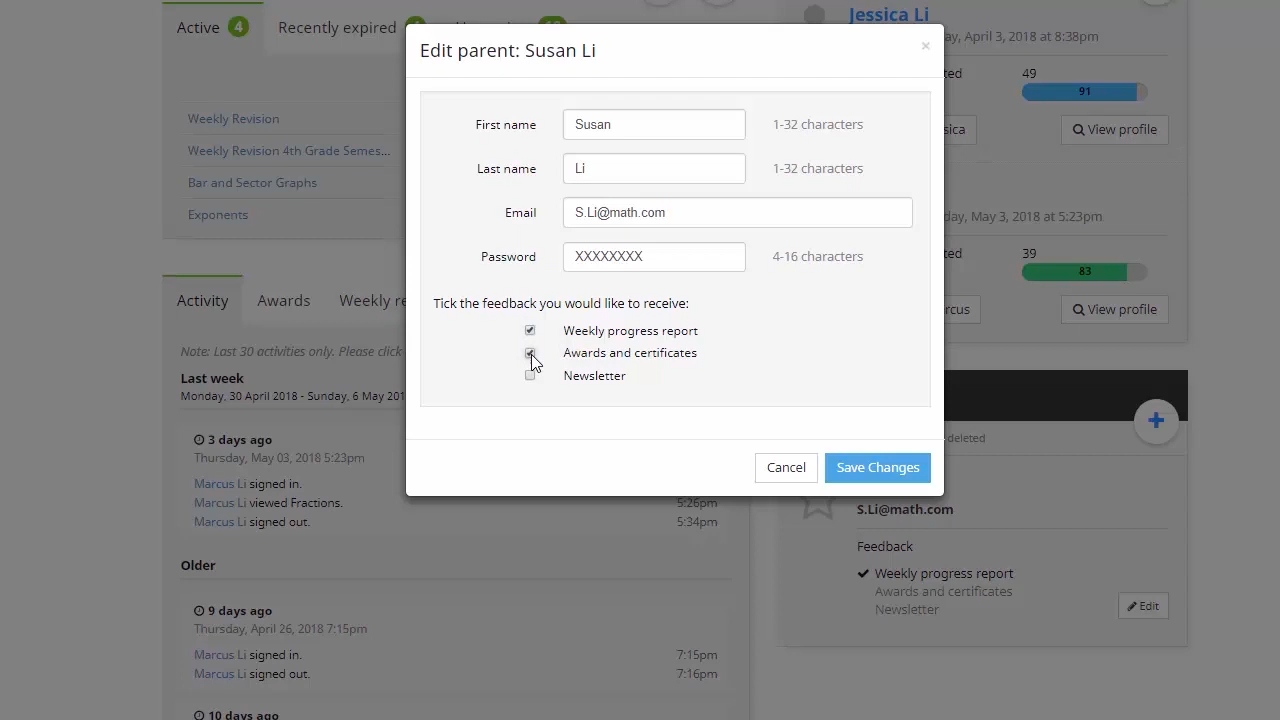 Active 4
Recently expired
Weekly Revision
Weekly Revision 4th Grade Semes...
Bar and Sector Graphs
Exponents
Activity
Awards
Weekly re
Note: Last 30 activities only. Please click
Last week
Monday, 30 April 2018 - Sunday, 6 May 201
3 days ago
Thursday, May 03, 2018 5:23pm
Marcus Li signed in.
Marcus Li viewed Fractions. 5:26pm
Marcus Li signed out. 5:34pm
Older
9 days ago
Thursday, April 26, 2018 7:15pm
Marcus Li signed in. 7:15pm
Marcus Li signed out. 7:16pm
10 days ago
Edit parent: Susan Li ×
First name Susan 1-32 characters
Last name Li 1-32 characters
Email S.Li@math.com
Password XXXXXXXX 4-16 characters
Tick the feedback you would like to receive:
Weekly progress report
Awards and certificates
Newsletter
Cancel Save Changes
Jessica Li
ay, April 3, 2018 at 8:38pm
ted 49
91
sica View profile
day, May 3, 2018 at 5:23pm
ted 39
83
rcus View profile
deleted
S.Li@math.com
Feedback
Weekly progress report
Awards and certificates
Newsletter
Edit